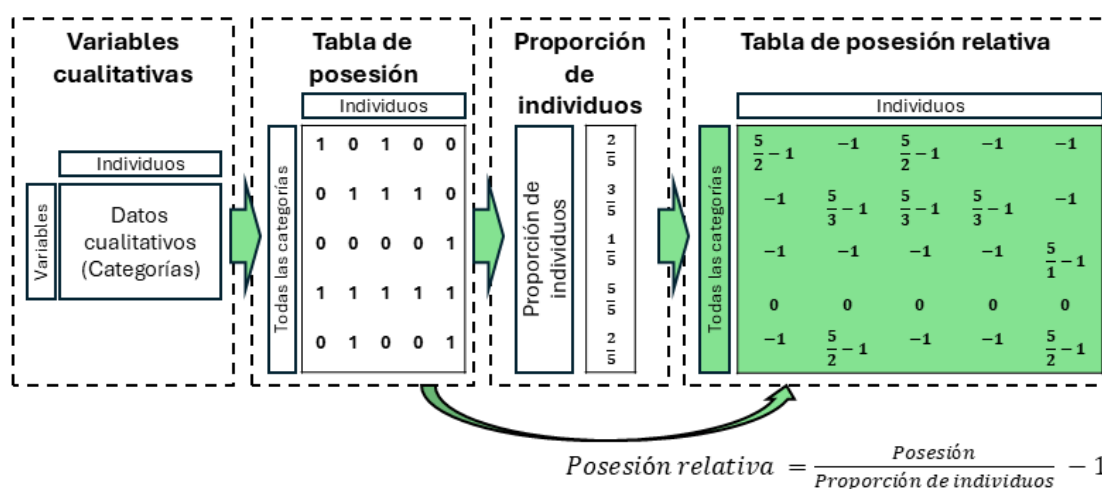 Variables
cualitativas
Individuos
Variables
Datos
cualitativos
(Categorías)
Tabla de
posesión
Individuos
Todas las categorías
1 0 1 0 0
0 1 1 1 0
0 0 0 0 1
1 1 1 1 1
0 1 0 0 1
Proporción
de
individuos
Proporción de
individuos
2/5
3/5
1/5
5/5
2/5
Tabla de posesión relativa
Individuos
Todas las categorías
5/2 − 1 −1 5/2 − 1 −1 −1
−1 5/3 − 1 5/3 − 1 5/3 − 1 −1
−1 −1 −1 −1 5/1 − 1
0 0 0 0 0
−1 5/2 − 1 −1 −1 5/2 − 1
Posesión relativa = Posesión / Proporción de individuos − 1